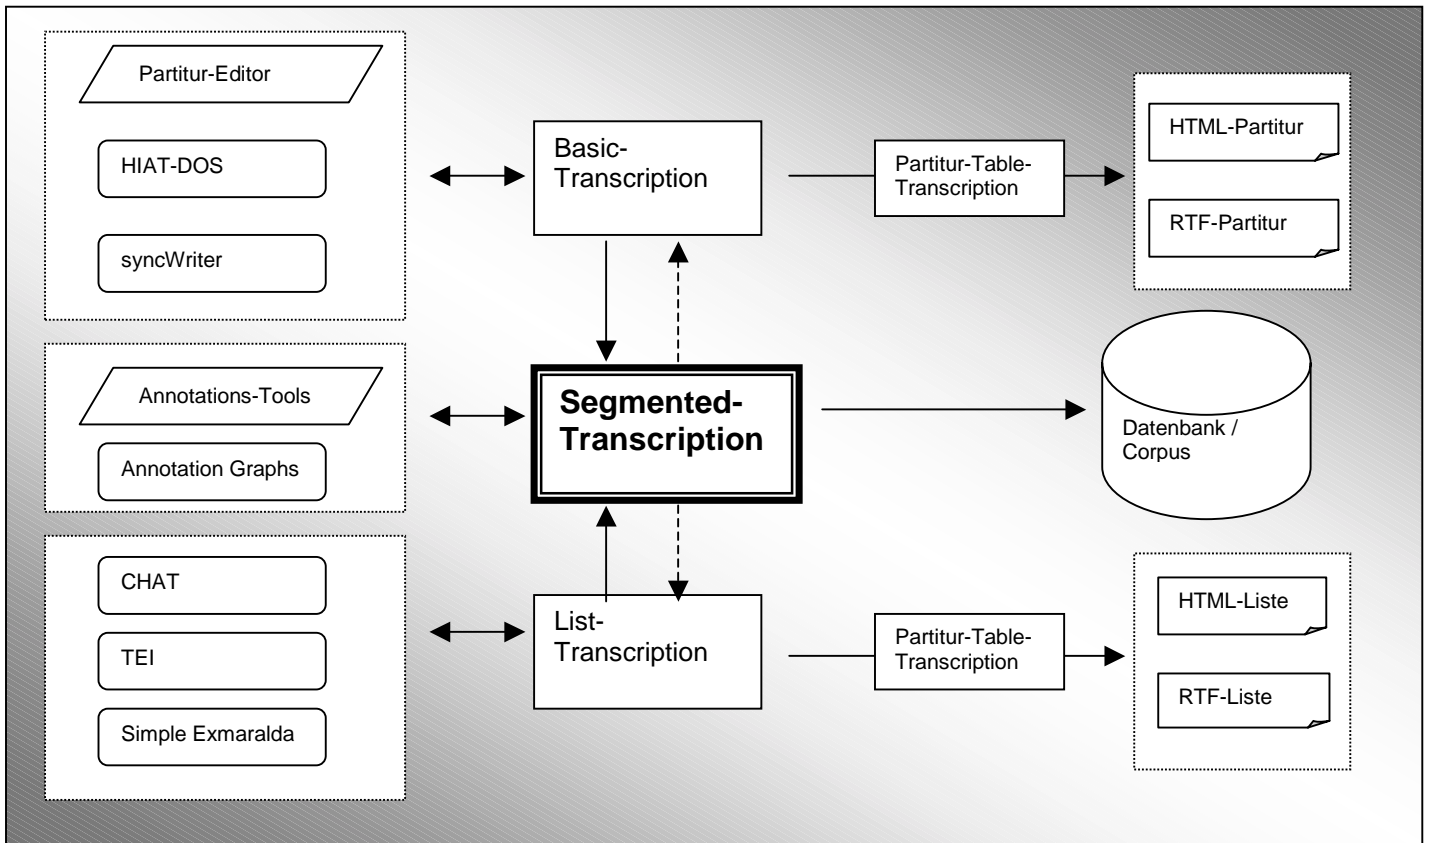 Partitur-Editor
HIAT-DOS
syncWriter
Basic-
Transcription
Partitur-Table-
Transcription
HTML-Partitur
RTF-Partitur
Annotations-Tools
Annotation Graphs
Segmented-
Transcription
Datenbank /
Corpus
CHAT
TEI
Simple Exmaralda
List-
Transcription
Partitur-Table-
Transcription
HTML-Liste
RTF-Liste